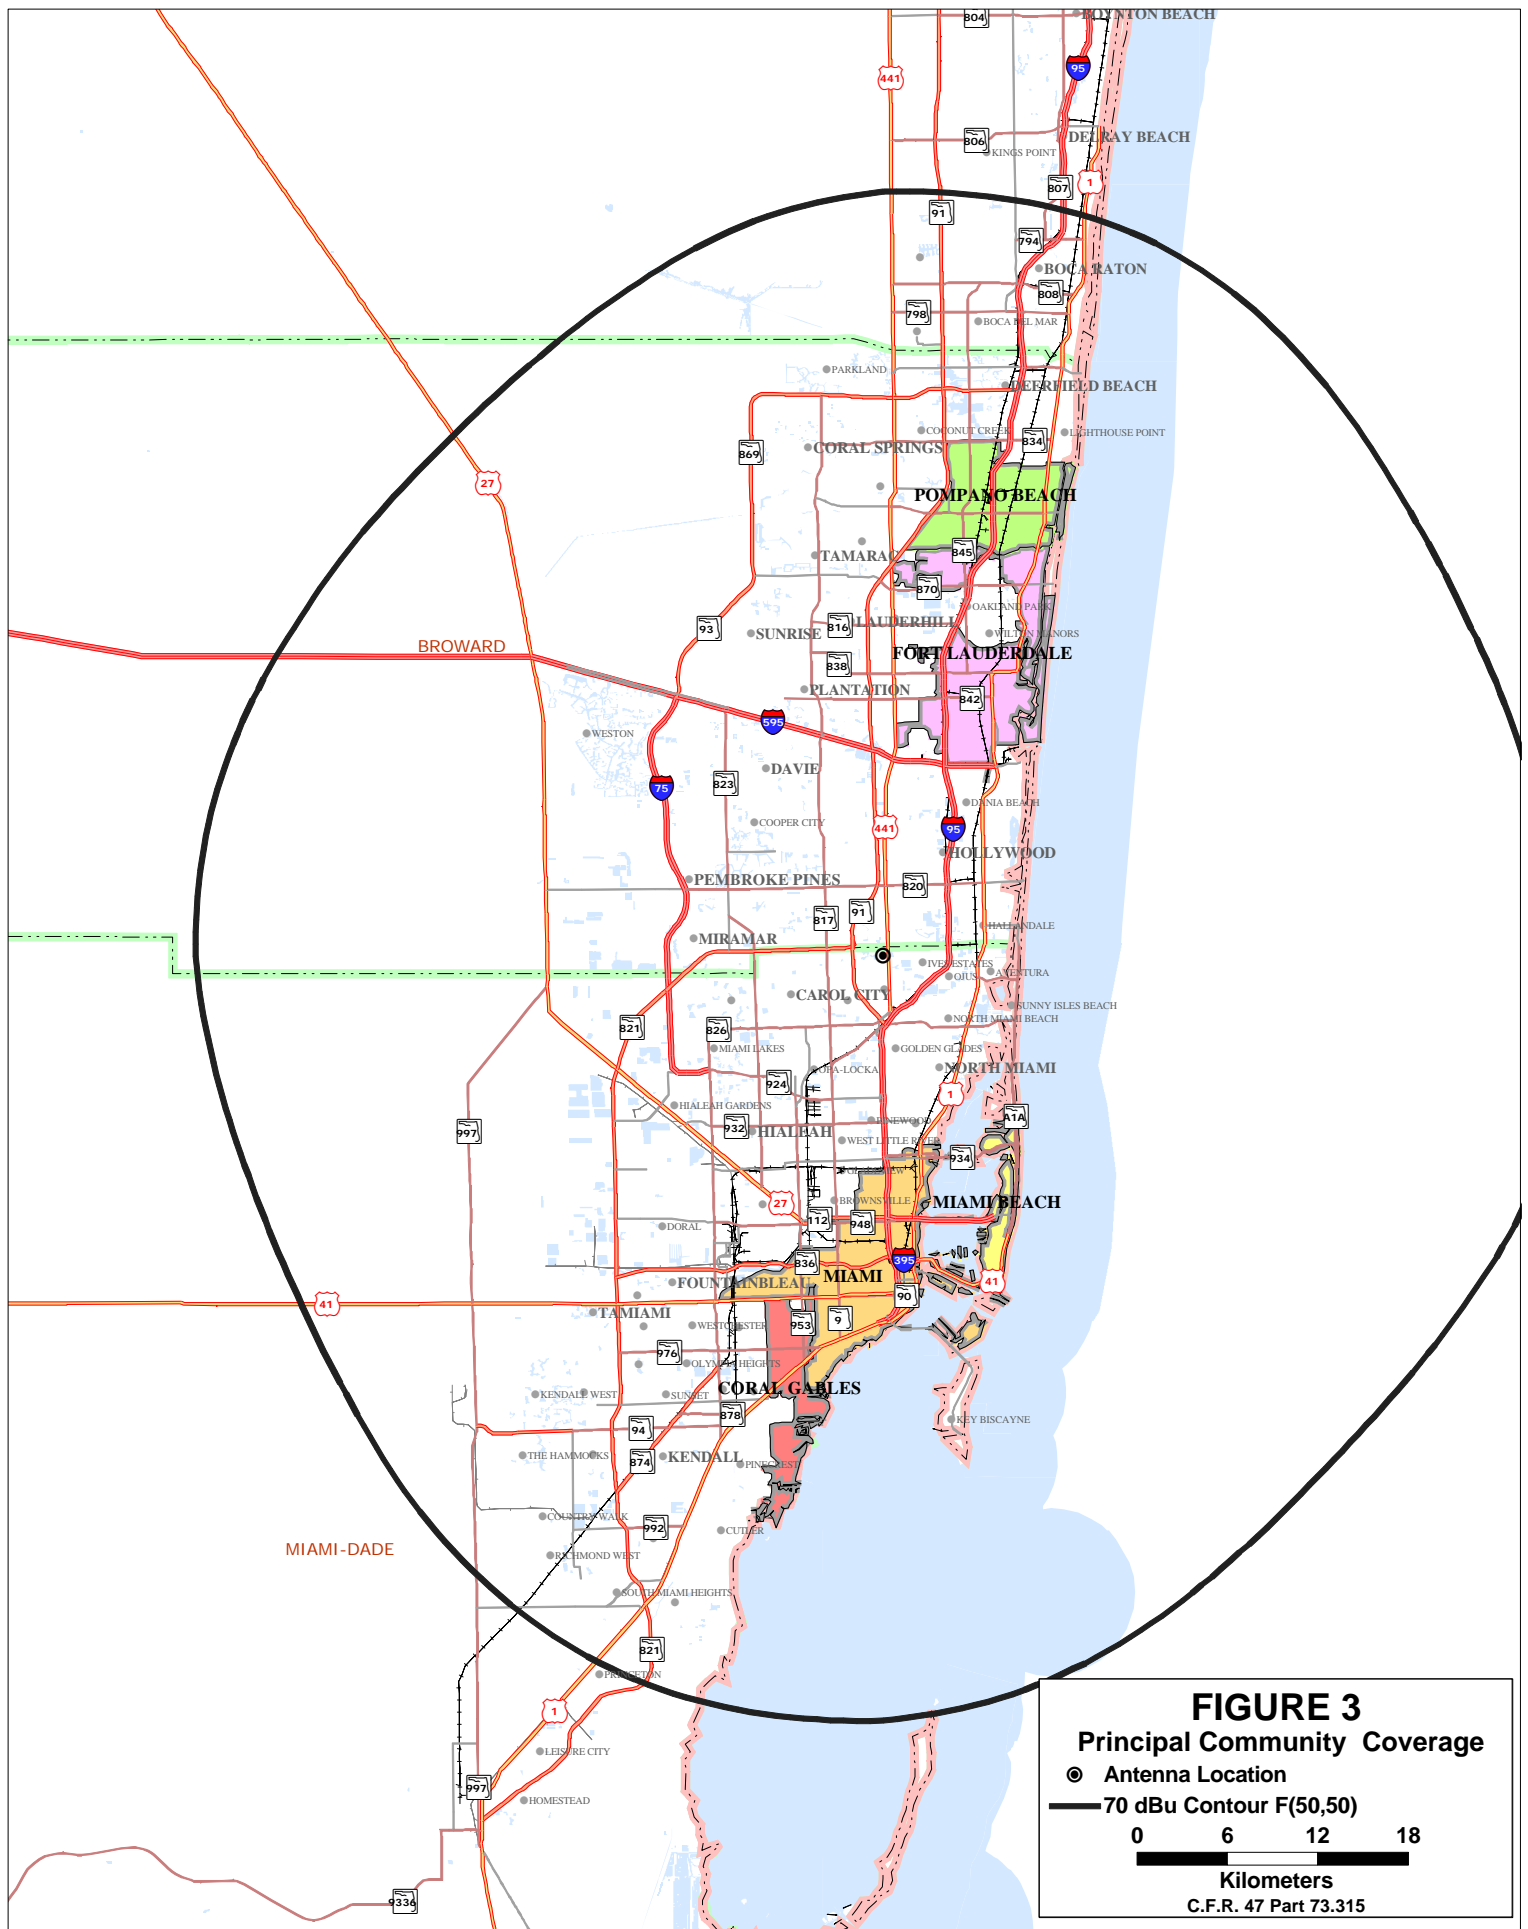 804
BOYNTON BEACH
95
441
806
KINGS POINT
DELRAY BEACH
807
1
91
794
BOCA RATON
808
798
BOCA DEL MAR
PARKLAND
DEERFIELD BEACH
COCONUT CREEK
834
LIGHTHOUSE POINT
869
CORAL SPRINGS
27
POMPANO BEACH
TAMARAC
845
870
OAKLAND PARK
93
SUNRISE
816
LAUDERHILL
WILTON MANORS
BROWARD
FORT LAUDERDALE
838
PLANTATION
842
595
WESTON
DAVIE
75
823
DANIA BEACH
COOPER CITY
441
95
HOLLYWOOD
PEMBROKE PINES
820
817
91
HALLANDALE
MIRAMAR
IVES ESTATES
OJUS
AVENTURA
CAROL CITY
SUNNY ISLES BEACH
821
826
NORTH MIAMI BEACH
MIAMI LAKES
GOLDEN GLADES
OPA-LOCKA
NORTH MIAMI
924
1
HIALEAH GARDENS
A1A
997
932
HIALEAH
PINEWOOD
WEST LITTLE RIVER
934
27
BROWNSVILLE
MIAMI BEACH
DORAL
112
948
836
395
MIAMI
FOUNTAINBLEAU
41
90
41
TAMIAMI
WESTCHESTER
953
9
976
OLYMPIA HEIGHTS
KENDALE WEST
SUNSET
CORAL GABLES
878
KEY BISCAYNE
94
THE HAMMOCKS
874
KENDALL
PINECREST
COUNTRY WALK
992
CUTLER
MIAMI-DADE
RICHMOND WEST
SOUTH MIAMI HEIGHTS
821
PRINCETON
1
LEISURE CITY
997
HOMESTEAD
9336
FIGURE 3
Principal Community Coverage
Antenna Location
70 dBu Contour F(50,50)
0 6 12 18
Kilometers
C.F.R. 47 Part 73.315